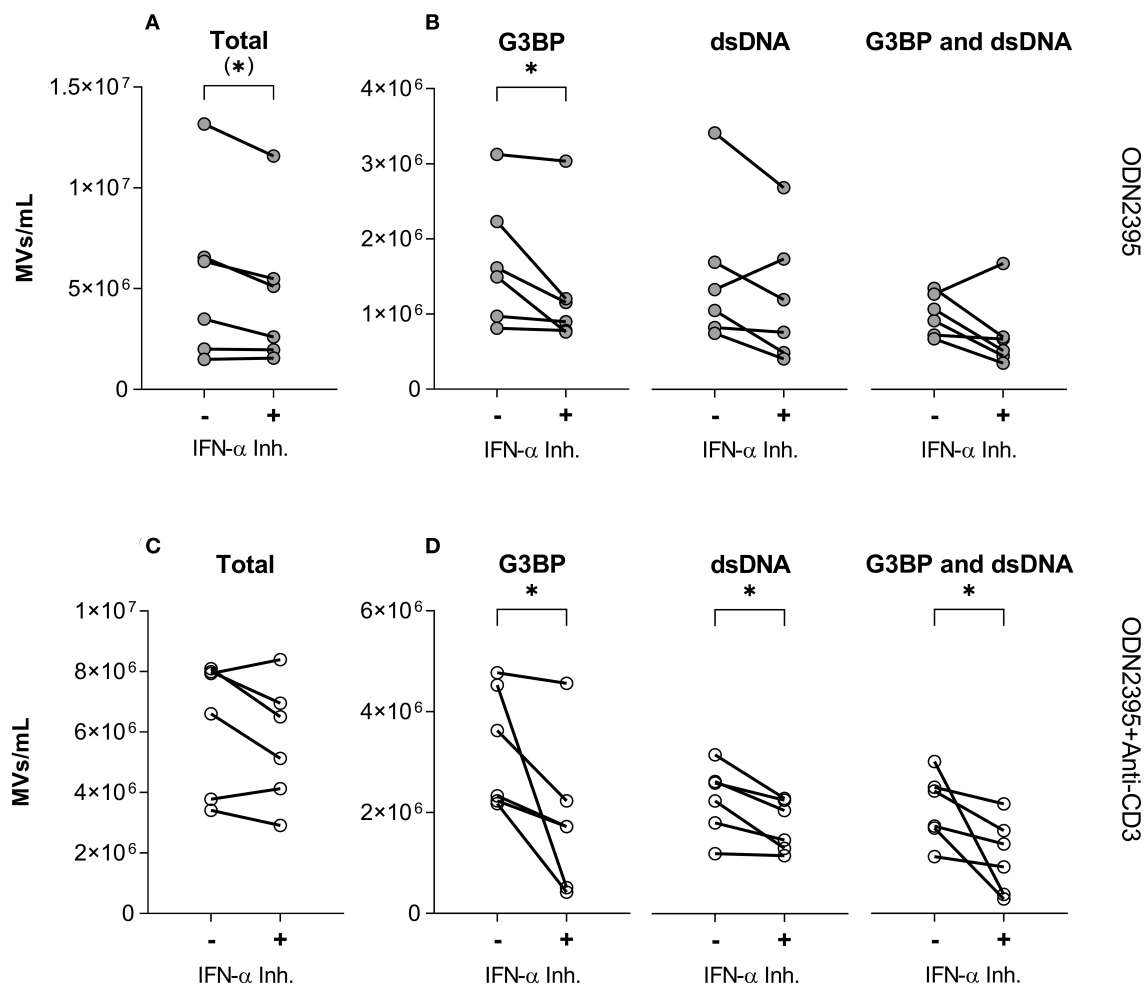 A
Total
(*)
B
G3BP
*
dsDNA
G3BP and dsDNA
1.5×10⁷
1×10⁷
5×10⁶
0
MVs/mL
4×10⁶
3×10⁶
2×10⁶
1×10⁶
0
- +
IFN-α Inh.
- +
IFN-α Inh.
- +
IFN-α Inh.
- +
IFN-α Inh.
ODN2395
C
Total
D
G3BP
*
dsDNA
*
G3BP and dsDNA
*
1×10⁷
8×10⁶
6×10⁶
4×10⁶
2×10⁶
0
MVs/mL
6×10⁶
4×10⁶
2×10⁶
0
- +
IFN-α Inh.
- +
IFN-α Inh.
- +
IFN-α Inh.
- +
IFN-α Inh.
ODN2395+Anti-CD3